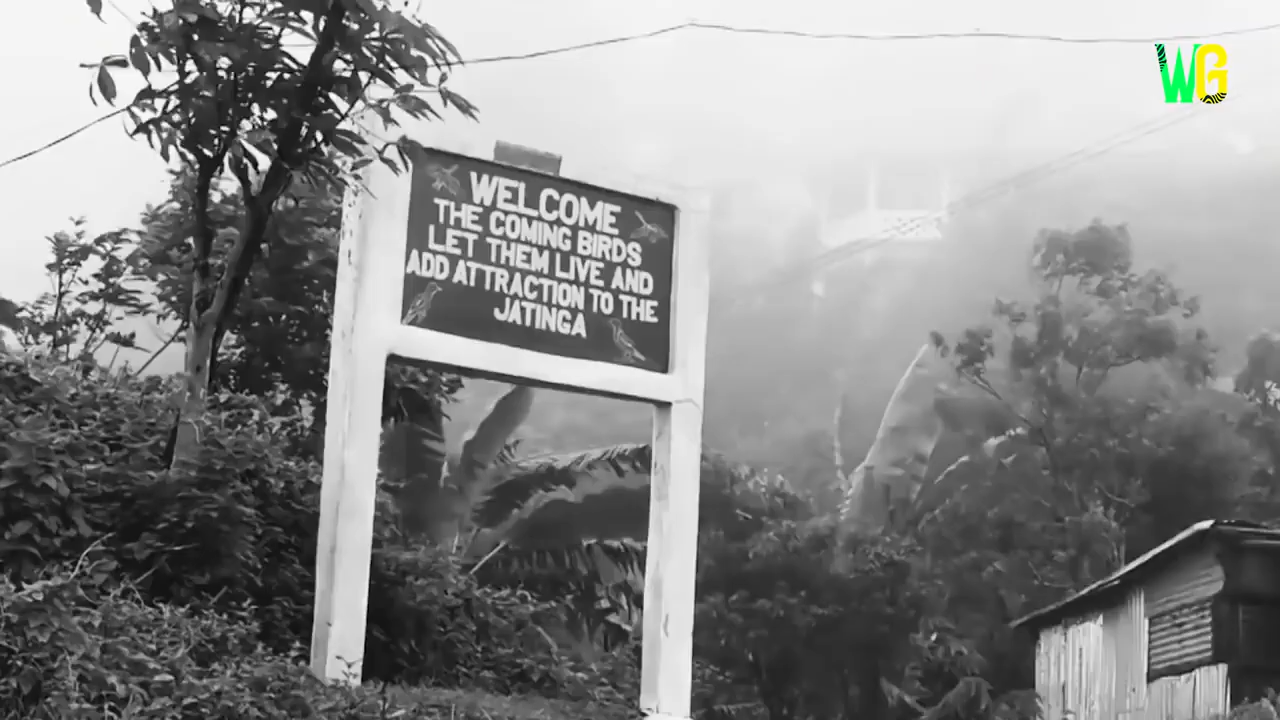 WG
WELCOME
THE COMING BIRDS
LET THEM LIVE AND
ADD ATTRACTION TO THE
JATINGA